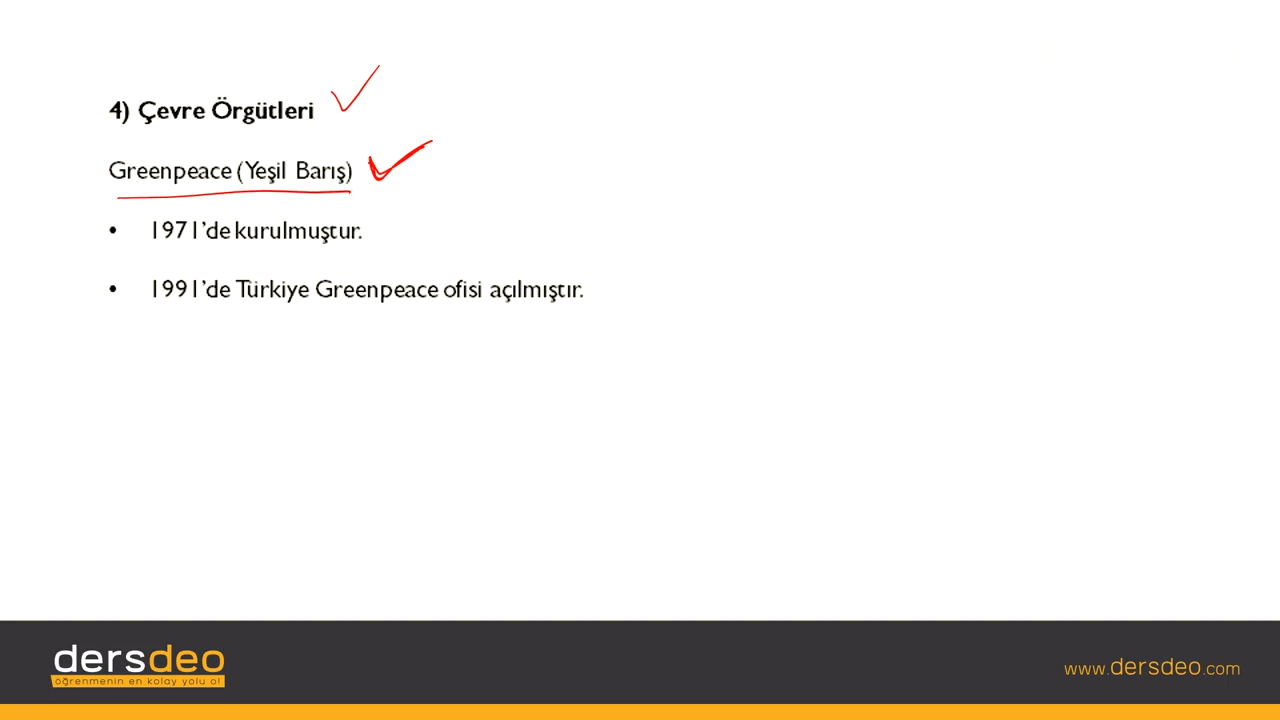 4) Çevre Örgütleri
Greenpeace (Yeşil Barış)
• 1971'de kurulmuştur.
• 1991'de Türkiye Greenpeace ofisi açılmıştır.
dersdeo
öğrenmenin en kolay yolu o!
www.dersdeo.com